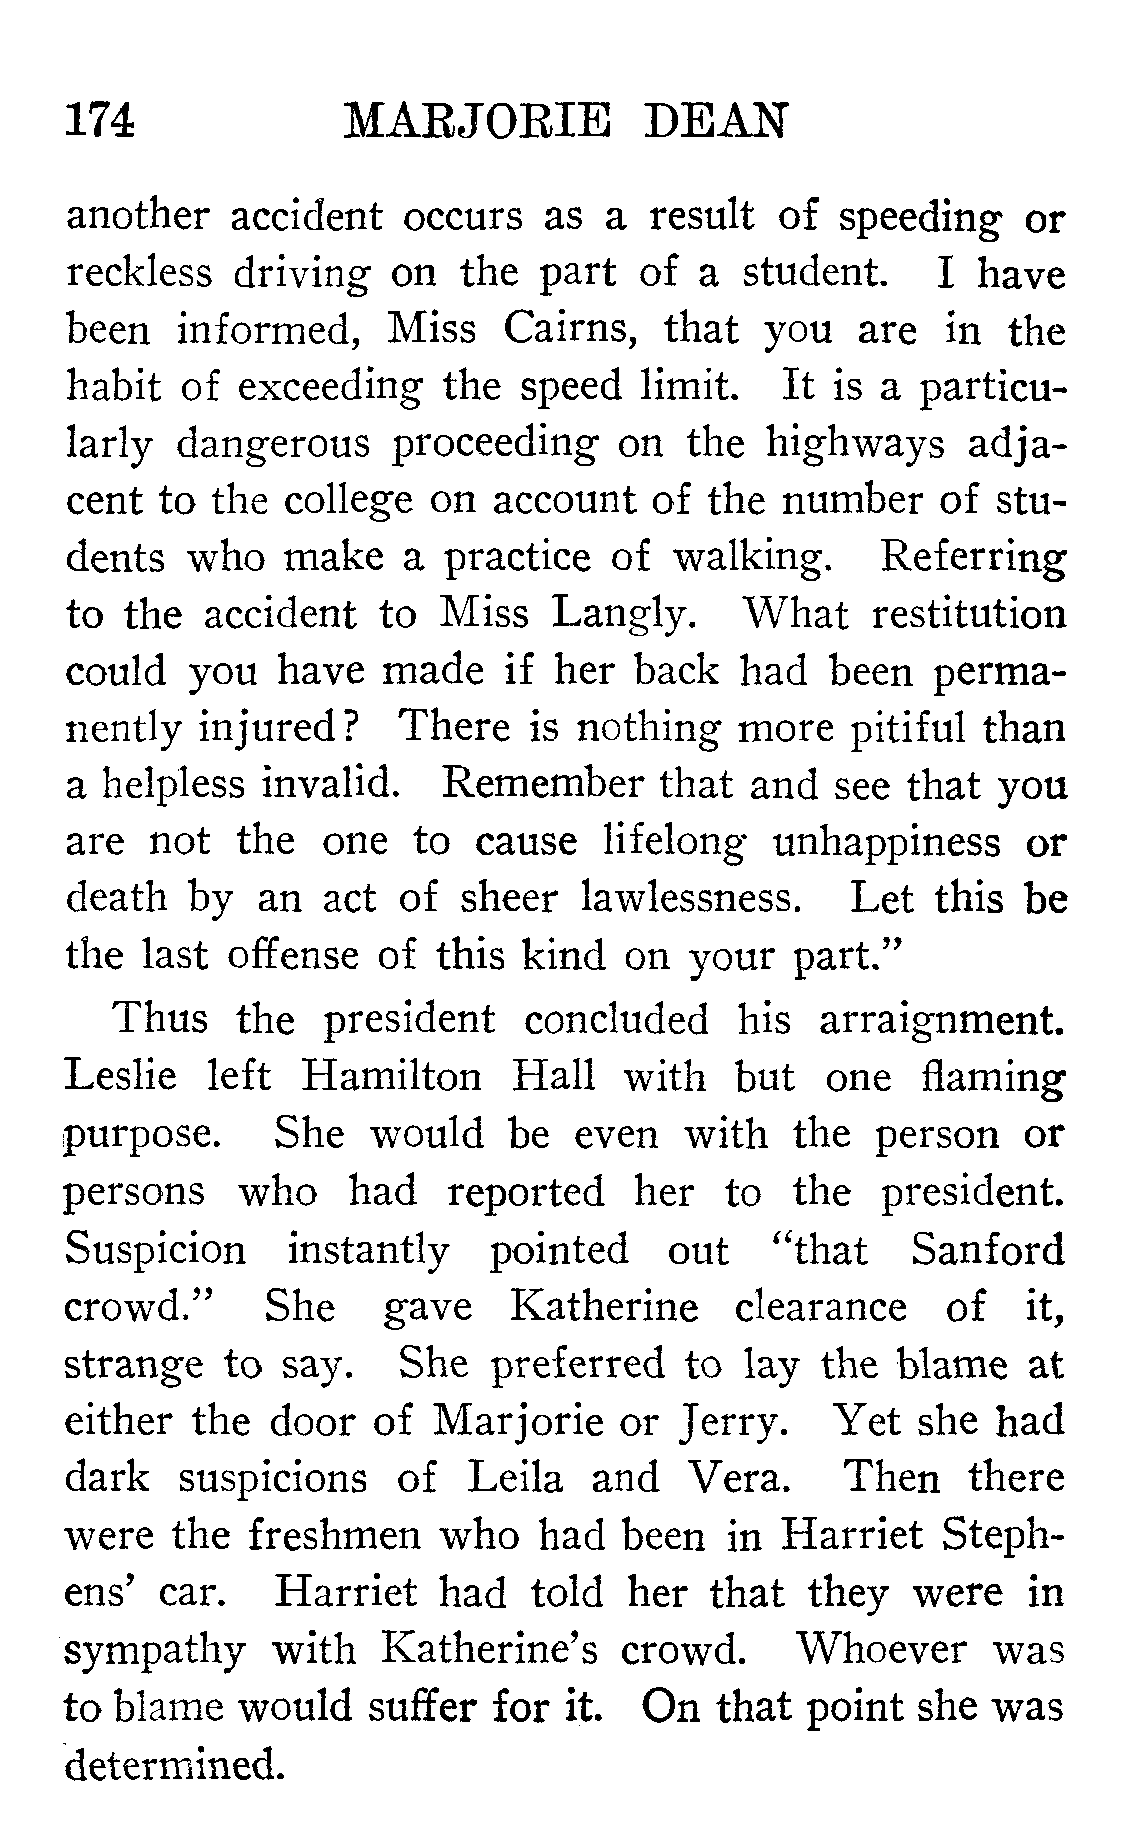 174 MARJORIE DEAN
another accident occurs as a result of speeding or
reckless driving on the part of a student. I have
been informed, Miss Cairns, that you are in the
habit of exceeding the speed limit. It is a particu-
larly dangerous proceeding on the highways adja-
cent to the college on account of the number of stu-
dents who make a practice of walking. Referring
to the accident to Miss Langly. What restitution
could you have made if her back had been perma-
nently injured? There is nothing more pitiful than
a helpless invalid. Remember that and see that you
are not the one to cause lifelong unhappiness or
death by an act of sheer lawlessness. Let this be
the last offense of this kind on your part.”
Thus the president concluded his arraignment.
Leslie left Hamilton Hall with but one flaming
purpose. She would be even with the person or
persons who had reported her to the president.
Suspicion instantly pointed out “that Sanford
crowd.” She gave Katherine clearance of it,
strange to say. She preferred to lay the blame at
either the door of Marjorie or Jerry. Yet she had
dark suspicions of Leila and Vera. Then there
were the freshmen who had been in Harriet Steph-
ens’ car. Harriet had told her that they were in
sympathy with Katherine’s crowd. Whoever was
to blame would suffer for it. On that point she was
determined.